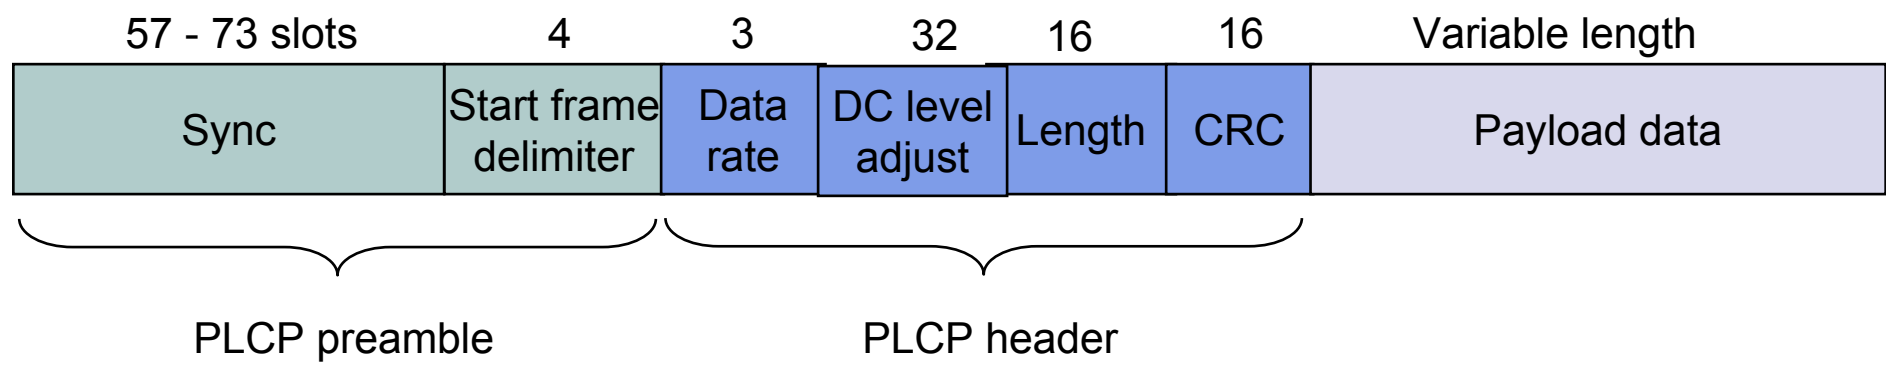 57 - 73 slots 4 3 32 16 16 Variable length
Sync
Start frame
delimiter
Data
rate
DC level
adjust
Length
CRC
Payload data
PLCP preamble
PLCP header